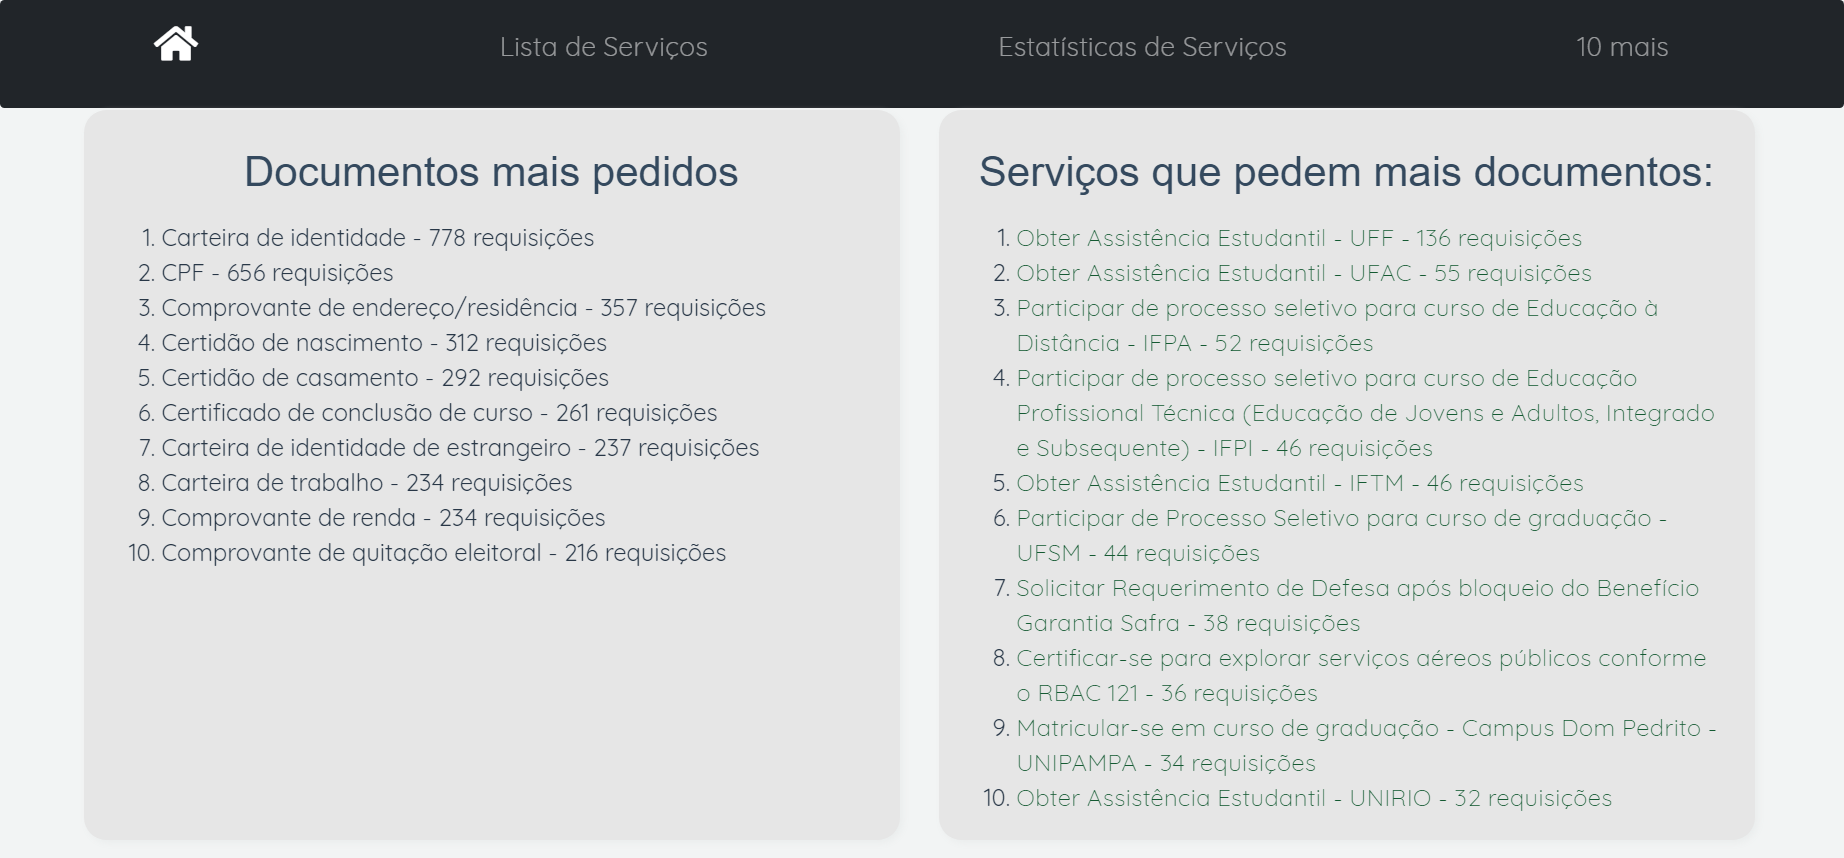 Lista de Serviços
Estatísticas de Serviços
10 mais
Documentos mais pedidos
1. Carteira de identidade - 778 requisições
2. CPF - 656 requisições
3. Comprovante de endereço/residência - 357 requisições
4. Certidão de nascimento - 312 requisições
5. Certidão de casamento - 292 requisições
6. Certificado de conclusão de curso - 261 requisições
7. Carteira de identidade de estrangeiro - 237 requisições
8. Carteira de trabalho - 234 requisições
9. Comprovante de renda - 234 requisições
10. Comprovante de quitação eleitoral - 216 requisições
Serviços que pedem mais documentos:
1. Obter Assistência Estudantil - UFF - 136 requisições
2. Obter Assistência Estudantil - UFAC - 55 requisições
3. Participar de processo seletivo para curso de Educação à
Distância - IFPA - 52 requisições
4. Participar de processo seletivo para curso de Educação
Profissional Técnica (Educação de Jovens e Adultos, Integrado
e Subsequente) - IFPI - 46 requisições
5. Obter Assistência Estudantil - IFTM - 46 requisições
6. Participar de Processo Seletivo para curso de graduação -
UFSM - 44 requisições
7. Solicitar Requerimento de Defesa após bloqueio do Benefício
Garantia Safra - 38 requisições
8. Certificar-se para explorar serviços aéreos públicos conforme
o RBAC 121 - 36 requisições
9. Matricular-se em curso de graduação - Campus Dom Pedrito -
UNIPAMPA - 34 requisições
10. Obter Assistência Estudantil - UNIRIO - 32 requisições